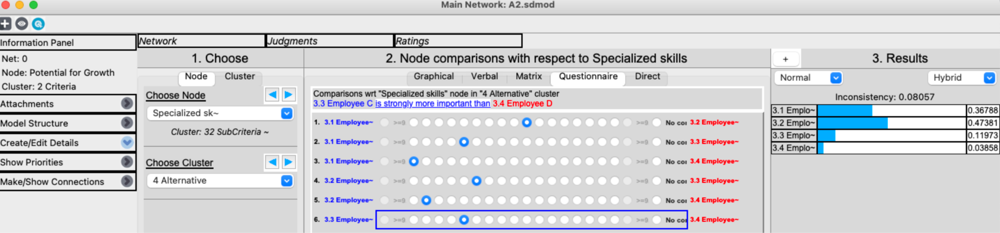 Main Network: A2.sdmod
Information Panel
Net: 0
Node: Potential for Growth
Cluster: 2 Criteria
Attachments
Model Structure
Create/Edit Details
Show Priorities
Make/Show Connections
Network Judgments Ratings
1. Choose
Node Cluster
Choose Node
Specialized sk~
Cluster: 32 SubCriteria ~
Choose Cluster
4 Alternative
2. Node comparisons with respect to Specialized skills
Graphical Verbal Matrix Questionnaire Direct
Comparisons wrt "Specialized skills" node in "4 Alternative" cluster
3.3 Employee C is strongly more important than 3.4 Employee D
1. 3.1 Employee~ >=9 >=9 No coı 3.2 Employee~
2. 3.1 Employee~ >=9 >=9 No coı 3.3 Employee~
3. 3.1 Employee~ >=9 >=9 No coı 3.4 Employee~
4. 3.2 Employee~ >=9 >=9 No coı 3.3 Employee~
5. 3.2 Employee~ >=9 >=9 No coı 3.4 Employee~
6. 3.3 Employee~ >=9 >=9 No coı 3.4 Employee~
+ 3. Results
Normal Hybrid
Inconsistency: 0.08057
3.1 Emplo~ 0.36788
3.2 Emplo~ 0.47381
3.3 Emplo~ 0.11973
3.4 Emplo~ 0.03858